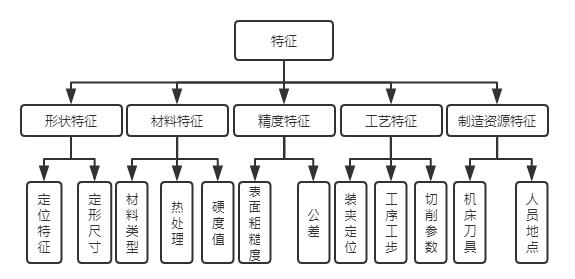 特征
形状特征
材料特征
精度特征
工艺特征
制造资源特征
定位特征
定形尺寸
材料类型
热处理
硬度值
表面粗糙度
公差
装夹定位
工序工步
切削参数
机床刀具
人员地点